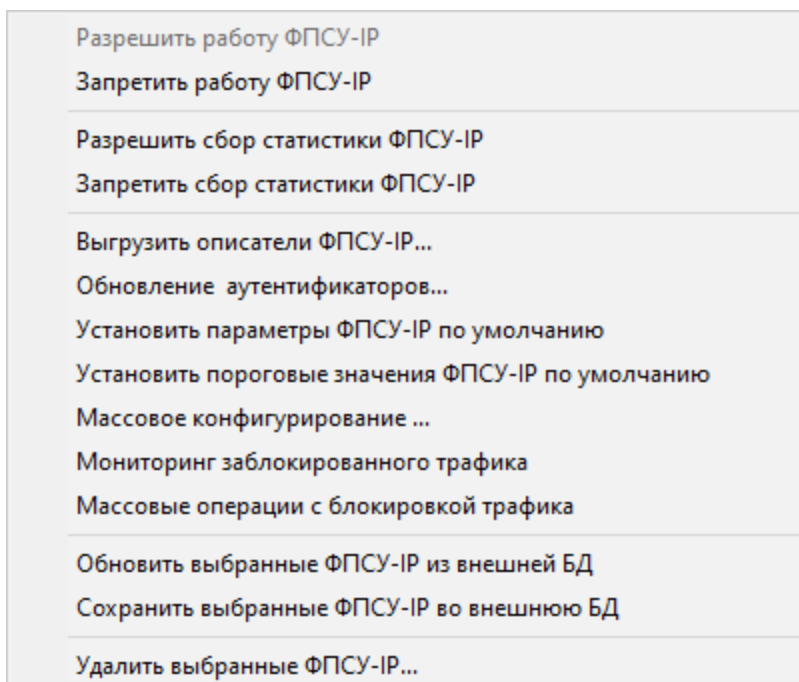 Разрешить работу ФПСУ-IP
Запретить работу ФПСУ-IP
Разрешить сбор статистики ФПСУ-IP
Запретить сбор статистики ФПСУ-IP
Выгрузить описатели ФПСУ-IP...
Обновление  аутентификаторов...
Установить параметры ФПСУ-IP по умолчанию
Установить пороговые значения ФПСУ-IP по умолчанию
Массовое конфигурирование ...
Мониторинг заблокированного трафика
Массовые операции с блокировкой трафика
Обновить выбранные ФПСУ-IP из внешней БД
Сохранить выбранные ФПСУ-IP во внешнюю БД
Удалить выбранные ФПСУ-IP...